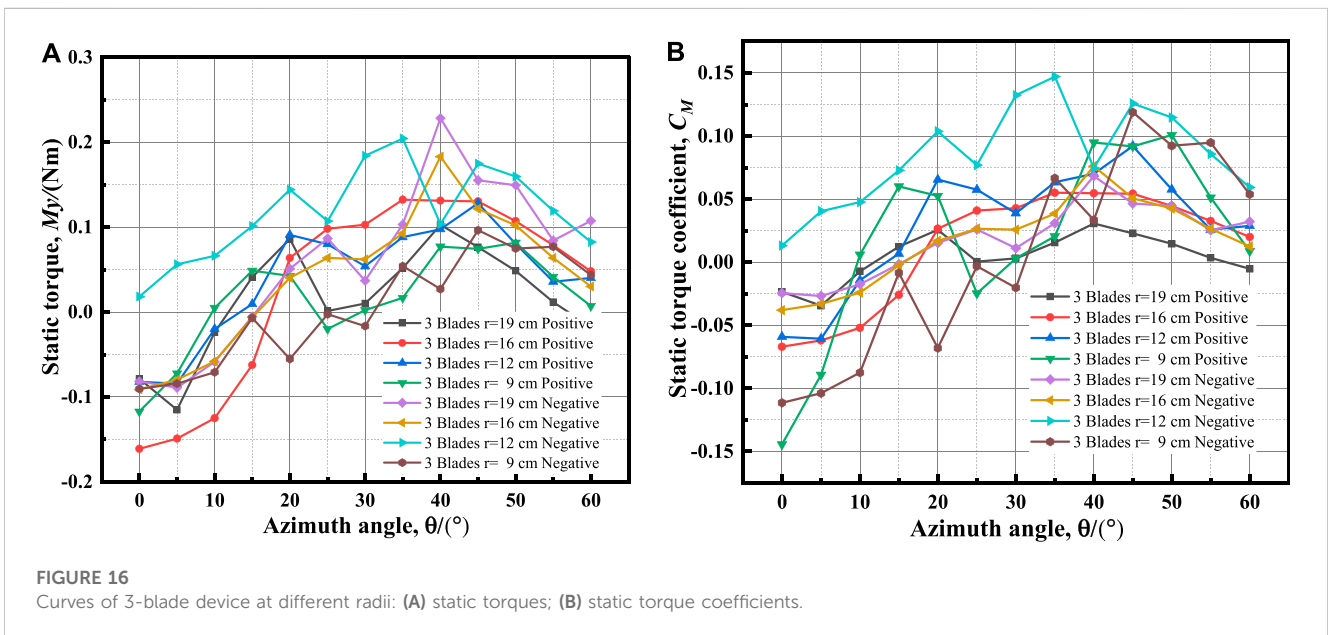 A
0.3
0.2
0.1
0.0
-0.1
-0.2
Static torque, My/(Nm)
3 Blades r=19 cm Positive
3 Blades r=16 cm Positive
3 Blades r=12 cm Positive
3 Blades r= 9 cm Positive
3 Blades r=19 cm Negative
3 Blades r=16 cm Negative
3 Blades r=12 cm Negative
3 Blades r= 9 cm Negative
0 10 20 30 40 50 60
Azimuth angle, θ/(°)
B
0.15
0.10
0.05
0.00
-0.05
-0.10
-0.15
Static torque coefficient, C_M
3 Blades r=19 cm Positive
3 Blades r=16 cm Positive
3 Blades r=12 cm Positive
3 Blades r= 9 cm Positive
3 Blades r=19 cm Negative
3 Blades r=16 cm Negative
3 Blades r=12 cm Negative
3 Blades r= 9 cm Negative
0 10 20 30 40 50 60
Azimuth angle, θ/(°)
FIGURE 16
Curves of 3-blade device at different radii: (A) static torques; (B) static torque coefficients.